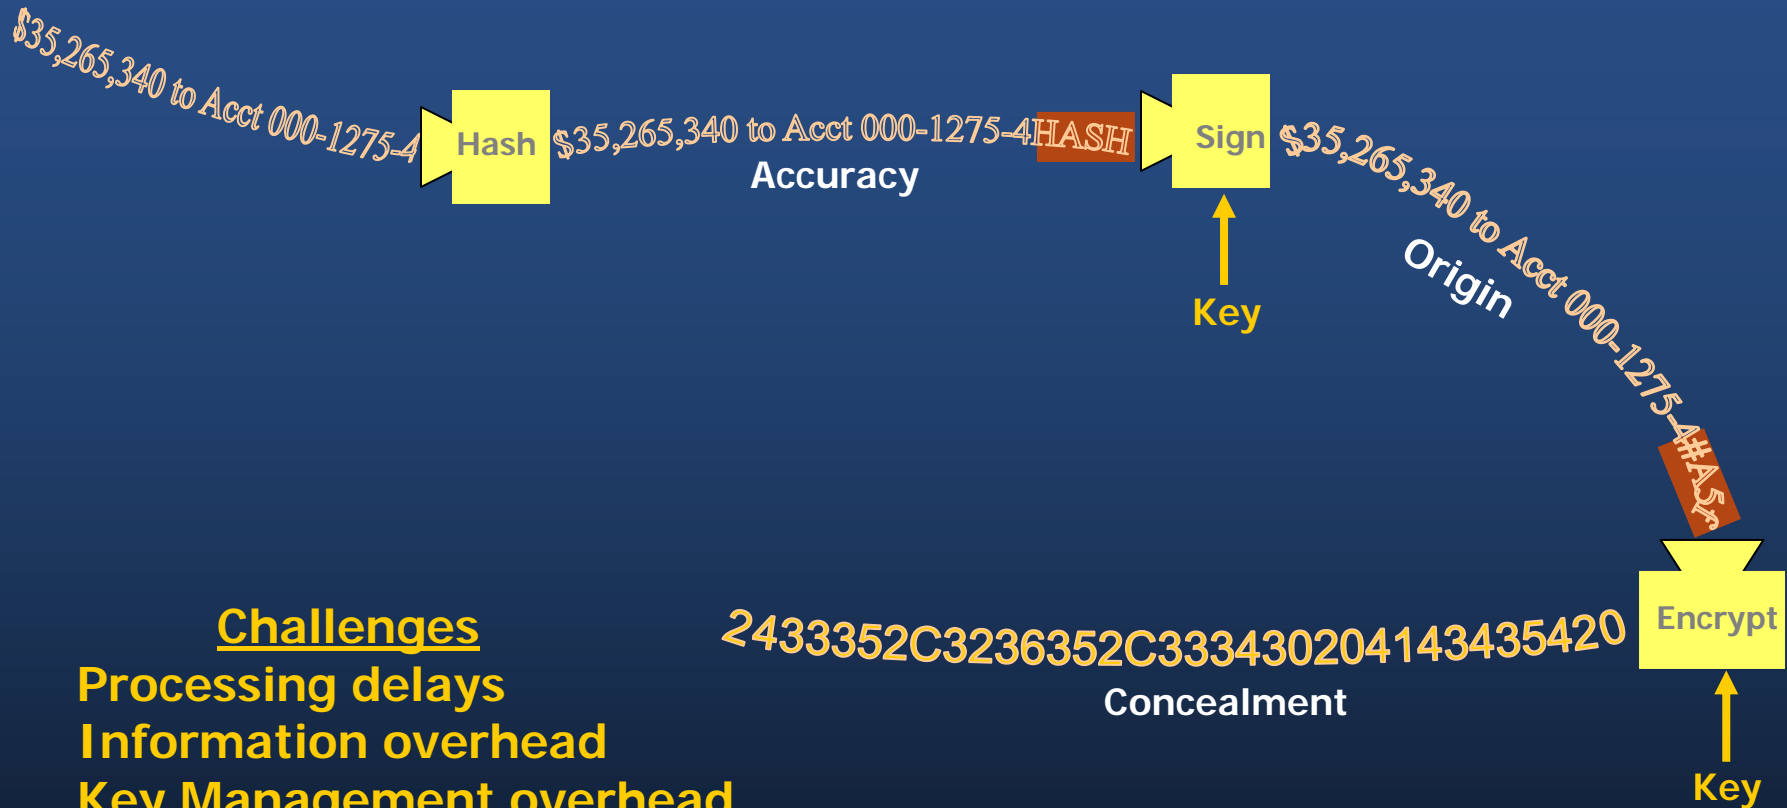 $35,265,340 to Acct 000-1275-4
Hash
$35,265,340 to Acct 000-1275-4HASH
Accuracy
Sign
Key
$35,265,340 to Acct 000-1275-4#A5r
Origin
Encrypt
Key
2433352C3236352C333430204143435420
Concealment
Challenges
Processing delays
Information overhead
Key Management overhead